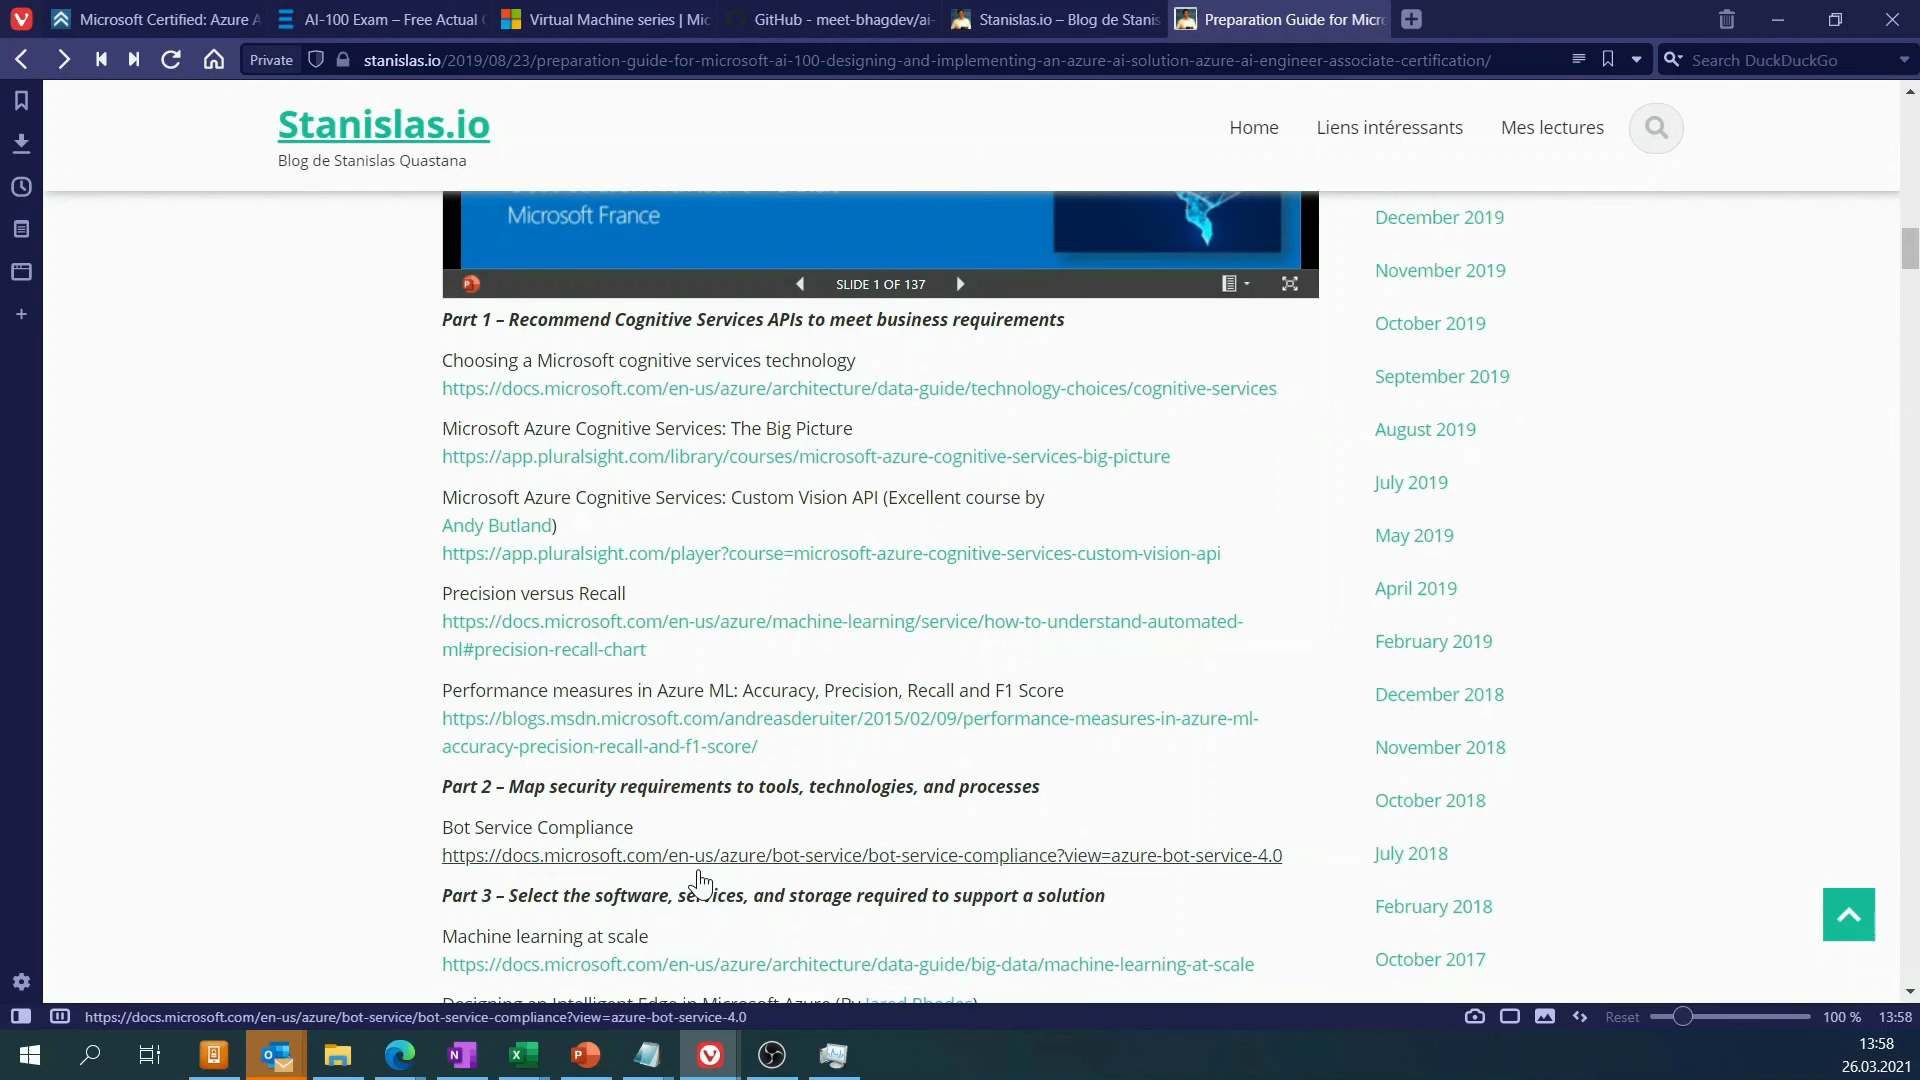 Microsoft Certified: Azure A
AI-100 Exam – Free Actual
Virtual Machine series | Mic
GitHub - meet-bhagdev/ai-
Stanislas.io – Blog de Stanis
Preparation Guide for Micro
Private
stanislas.io/2019/08/23/preparation-guide-for-microsoft-ai-100-designing-and-implementing-an-azure-ai-solution-azure-ai-engineer-associate-certification/
Search DuckDuckGo
Stanislas.io
Blog de Stanislas Quastana
Home
Liens intéressants
Mes lectures
Microsoft France
SLIDE 1 OF 137
Part 1 – Recommend Cognitive Services APIs to meet business requirements
Choosing a Microsoft cognitive services technology
https://docs.microsoft.com/en-us/azure/architecture/data-guide/technology-choices/cognitive-services
Microsoft Azure Cognitive Services: The Big Picture
https://app.pluralsight.com/library/courses/microsoft-azure-cognitive-services-big-picture
Microsoft Azure Cognitive Services: Custom Vision API (Excellent course by
Andy Butland)
https://app.pluralsight.com/player?course=microsoft-azure-cognitive-services-custom-vision-api
Precision versus Recall
https://docs.microsoft.com/en-us/azure/machine-learning/service/how-to-understand-automated-
ml#precision-recall-chart
Performance measures in Azure ML: Accuracy, Precision, Recall and F1 Score
https://blogs.msdn.microsoft.com/andreasderuiter/2015/02/09/performance-measures-in-azure-ml-
accuracy-precision-recall-and-f1-score/
Part 2 – Map security requirements to tools, technologies, and processes
Bot Service Compliance
https://docs.microsoft.com/en-us/azure/bot-service/bot-service-compliance?view=azure-bot-service-4.0
Part 3 – Select the software, services, and storage required to support a solution
Machine learning at scale
https://docs.microsoft.com/en-us/azure/architecture/data-guide/big-data/machine-learning-at-scale
Designing an Intelligent Edge in Microsoft Azure (By Jared Rhodes)
December 2019
November 2019
October 2019
September 2019
August 2019
July 2019
May 2019
April 2019
February 2019
December 2018
November 2018
October 2018
July 2018
February 2018
October 2017
https://docs.microsoft.com/en-us/azure/bot-service/bot-service-compliance?view=azure-bot-service-4.0
Reset
100 %
13:58
13:58
26.03.2021